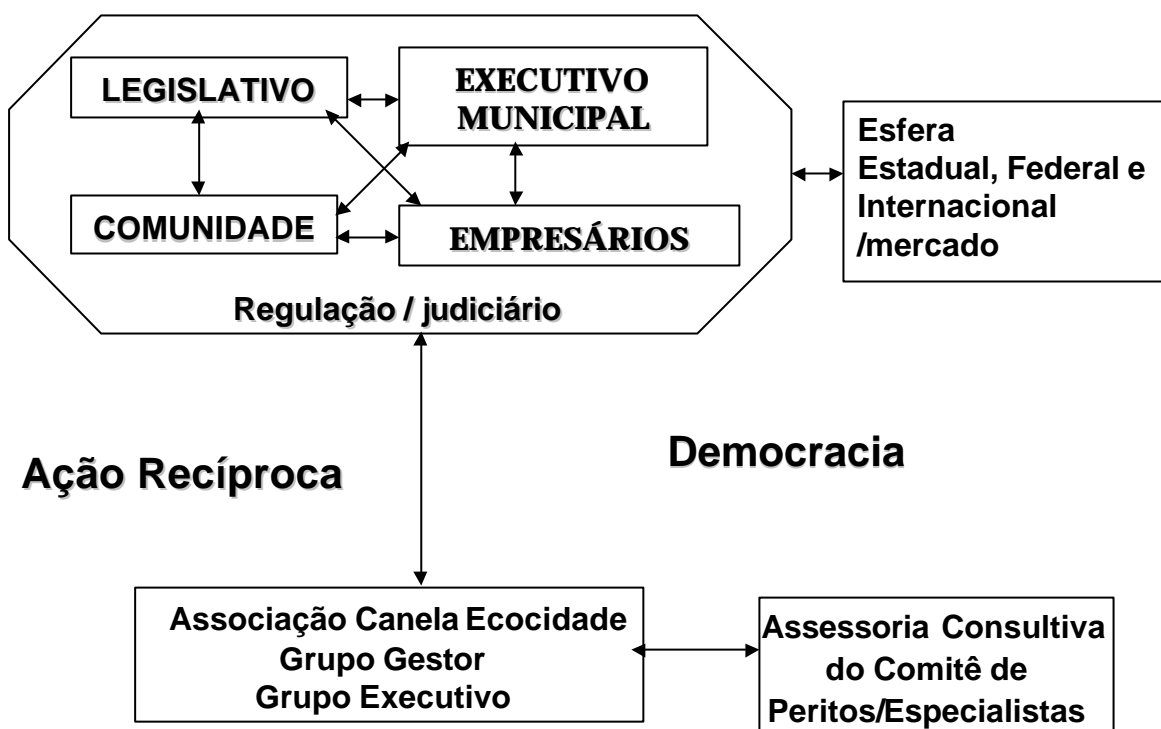 LEGISLATIVO
EXECUTIVO
MUNICIPAL
COMUNIDADE
EMPRESÁRIOS
Regulação / judiciário
Esfera
Estadual, Federal e
Internacional
/mercado
Ação Recíproca
Democracia
Associação Canela Ecocidade
Grupo Gestor
Grupo Executivo
Assessoria Consultiva
do Comitê de
Peritos/Especialistas